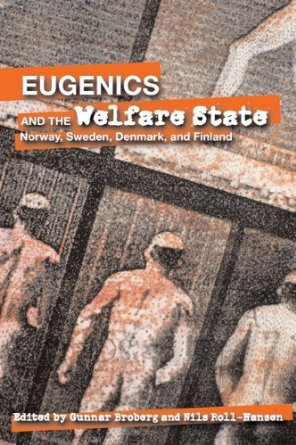 EUGENICS
AND THE Welfare State
Norway, Sweden, Denmark, and Finland
Edited by Gunnar Broberg and Nils Roll-Hansen